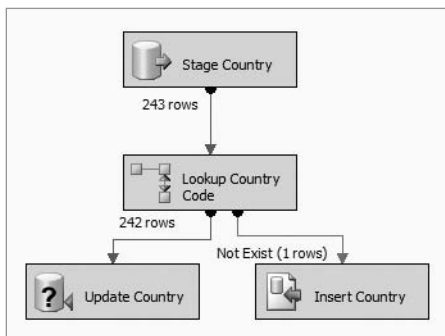 Stage Country
243 rows
Lookup Country
Code
242 rows
Not Exist (1 rows)
? Update Country
Insert Country